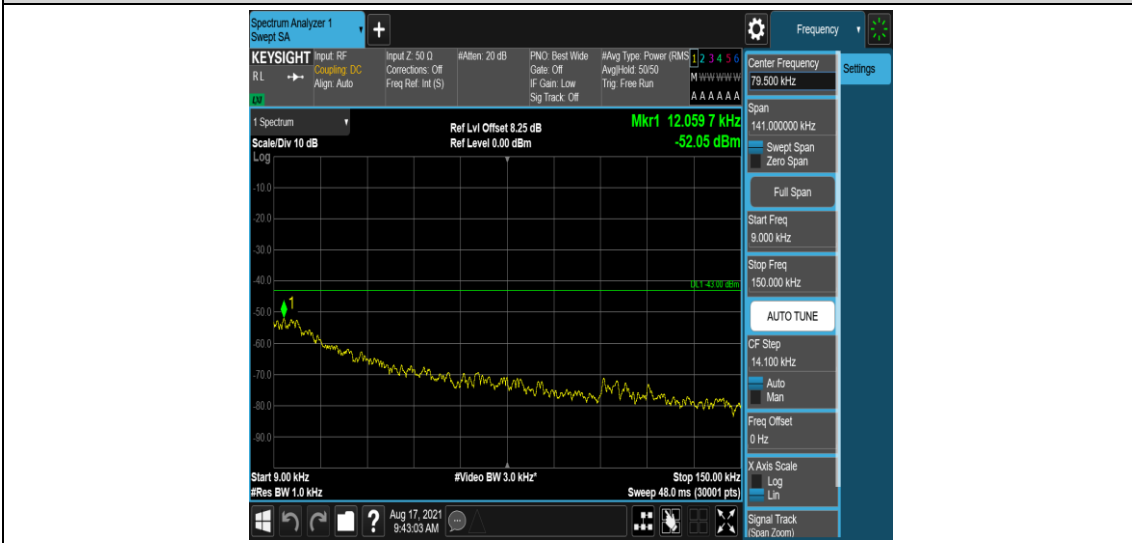 Spectrum Analyzer 1
Swept SA
+
Frequency
KEYSIGHT
RL
LXI
Input: RF
Coupling: DC
Align: Auto
Input Z: 50 Ω
Corrections: Off
Freq Ref: Int (S)
#Atten: 20 dB
PNO: Best Wide
Gate: Off
IF Gain: Low
Sig Track: Off
#Avg Type: Power (RMS
Avg|Hold: 50/50
Trig: Free Run
1 2 3 4 5 6
M W W W W W
A A A A A A
1 Spectrum
Scale/Div 10 dB
Log
Ref Lvl Offset 8.25 dB
Ref Level 0.00 dBm
Mkr1 12.059 7 kHz
-52.05 dBm
-10.0
-20.0
-30.0
-40.0
DL1 -43.00 dBm
1
-50.0
-60.0
-70.0
-80.0
-90.0
Start 9.00 kHz
#Res BW 1.0 kHz
#Video BW 3.0 kHz*
Stop 150.00 kHz
Sweep 48.0 ms (30001 pts)
?
Aug 17, 2021
9:43:03 AM
Center Frequency
79.500 kHz
Settings
Span
141.000000 kHz
Swept Span
Zero Span
Full Span
Start Freq
9.000 kHz
Stop Freq
150.000 kHz
AUTO TUNE
CF Step
14.100 kHz
Auto
Man
Freq Offset
0 Hz
X Axis Scale
Log
Lin
Signal Track
(Span Zoom)